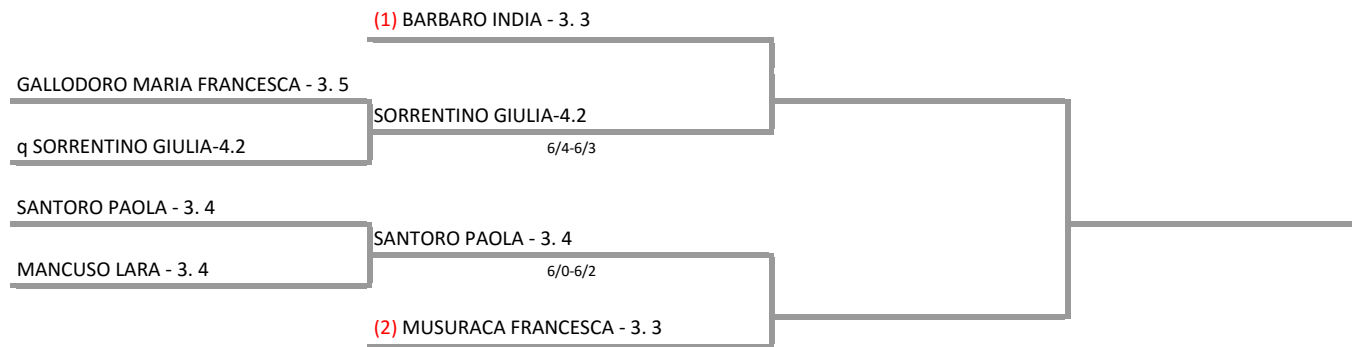 (1) BARBARO INDIA - 3. 3
GALLODORO MARIA FRANCESCA - 3. 5
SORRENTINO GIULIA-4.2
q SORRENTINO GIULIA-4.2
6/4-6/3
SANTORO PAOLA - 3. 4
SANTORO PAOLA - 3. 4
MANCUSO LARA - 3. 4
6/0-6/2
(2) MUSURACA FRANCESCA - 3. 3